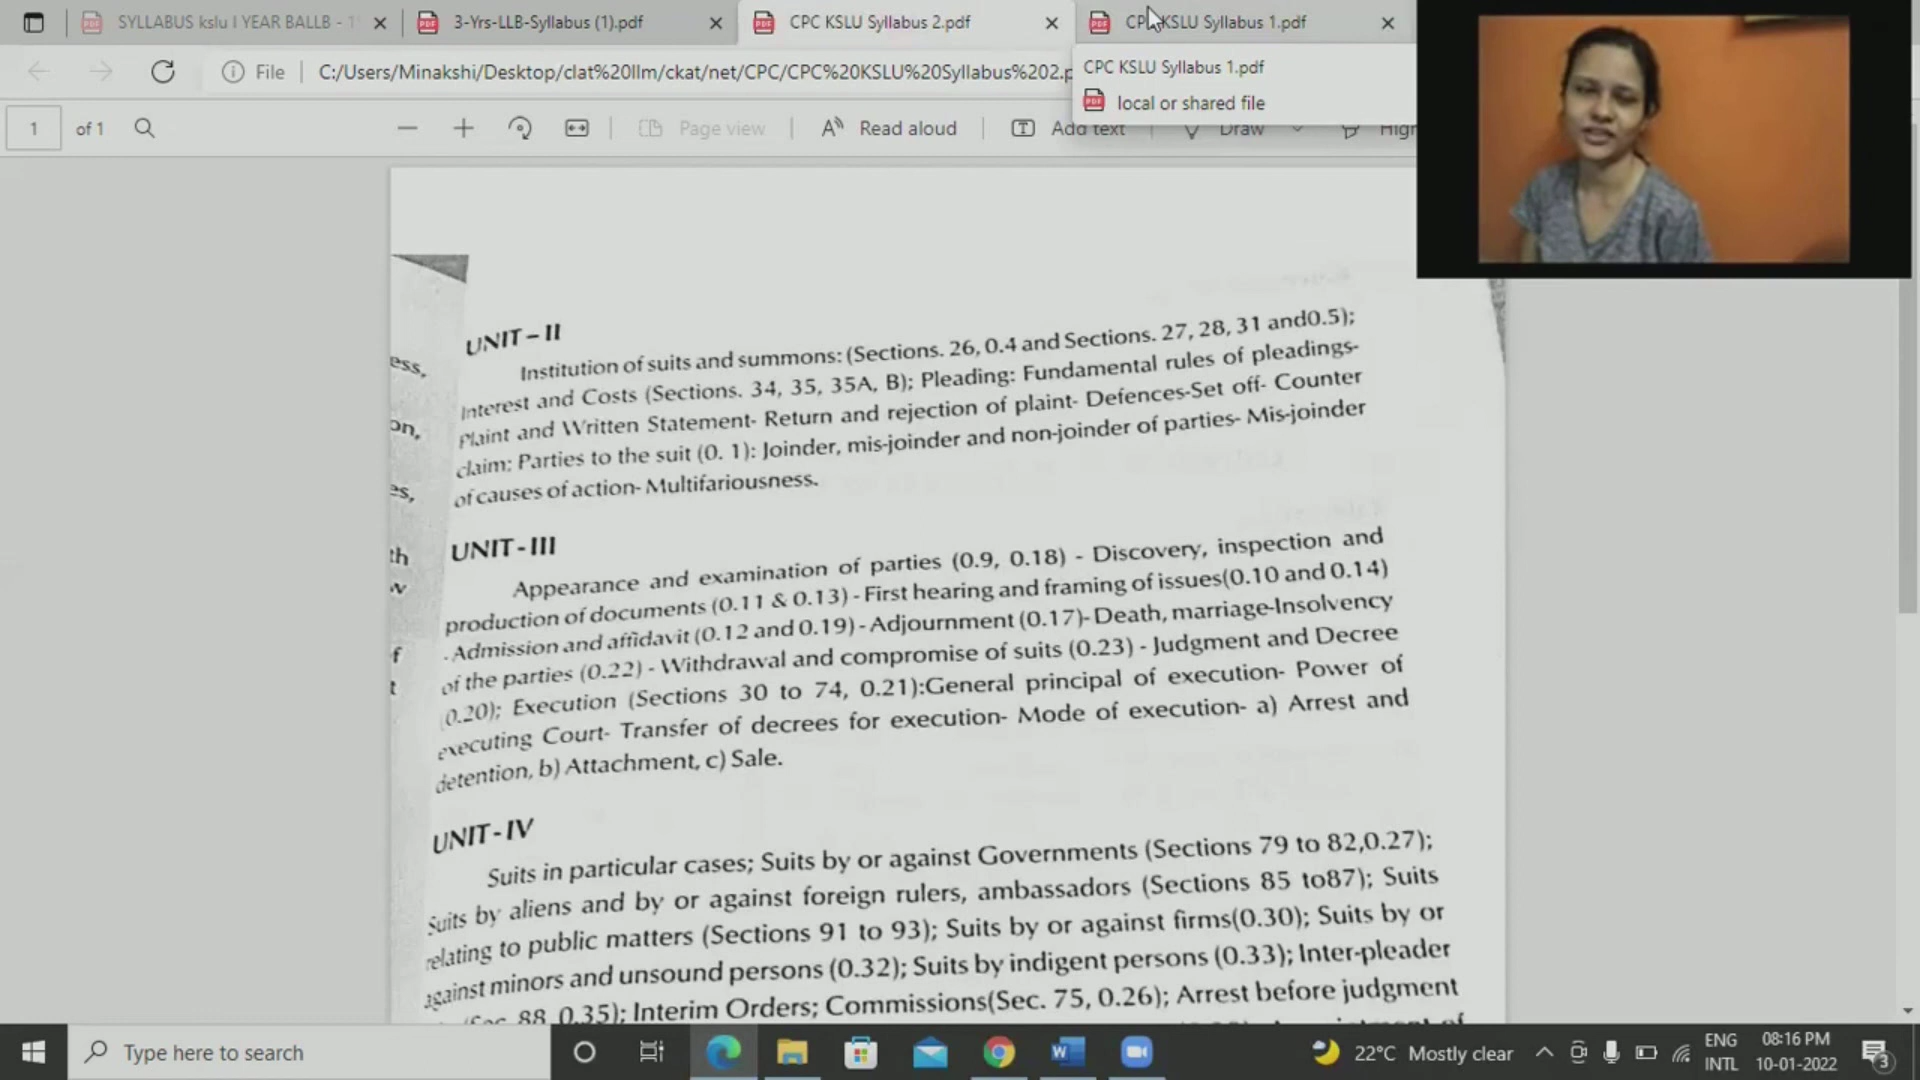 SYLLABUS kslu I YEAR BALLB - 1
3-Yrs-LLB-Syllabus (1).pdf
CPC KSLU Syllabus 2.pdf
KSLU Syllabus 1.pdf
File
C:/Users/Minakshi/Desktop/clat%20llm/ckat/net/CPC/CPC%20KSLU%20Syllabus%202.p
CPC KSLU Syllabus 1.pdf
local or shared file
1 of 1
Page view
Read aloud
Add text
Draw
High
UNIT – II
Institution of suits and summons: (Sections. 26, 0.4 and Sections. 27, 28, 31 and0.5);
Interest and Costs (Sections. 34, 35, 35A, B); Pleading: Fundamental rules of pleadings-
Plaint and Written Statement- Return and rejection of plaint- Defences-Set off- Counter
claim: Parties to the suit (0. 1): Joinder, mis-joinder and non-joinder of parties- Mis-joinder
of causes of action- Multifariousness.
ess,
on,
es,
th
w
f
t
UNIT - III
Appearance and examination of parties (0.9, 0.18) - Discovery, inspection and
production of documents (0.11 & 0.13) - First hearing and framing of issues(0.10 and 0.14)
- Admission and affidavit (0.12 and 0.19) - Adjournment (0.17)- Death, marriage-Insolvency
of the parties (0.22) - Withdrawal and compromise of suits (0.23) - Judgment and Decree
(0.20); Execution (Sections 30 to 74, 0.21):General principal of execution- Power of
executing Court- Transfer of decrees for execution- Mode of execution- a) Arrest and
detention, b) Attachment, c) Sale.
UNIT - IV
Suits in particular cases; Suits by or against Governments (Sections 79 to 82,0.27);
Suits by aliens and by or against foreign rulers, ambassadors (Sections 85 to87); Suits
relating to public matters (Sections 91 to 93); Suits by or against firms(0.30); Suits by or
against minors and unsound persons (0.32); Suits by indigent persons (0.33); Inter-pleader
88, 0.35); Interim Orders; Commissions(Sec. 75, 0.26); Arrest before judgment
Type here to search
22°C Mostly clear
ENG
INTL
08:16 PM
10-01-2022
3